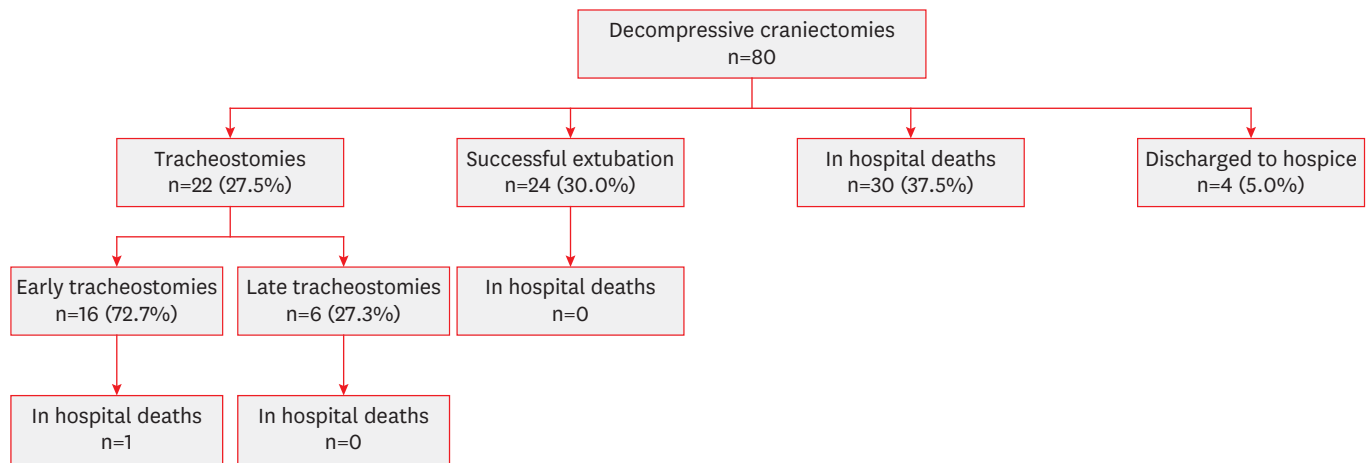 Decompressive craniectomies
n=80
Tracheostomies
n=22 (27.5%)
Successful extubation
n=24 (30.0%)
In hospital deaths
n=30 (37.5%)
Discharged to hospice
n=4 (5.0%)
Early tracheostomies
n=16 (72.7%)
Late tracheostomies
n=6 (27.3%)
In hospital deaths
n=0
In hospital deaths
n=1
In hospital deaths
n=0